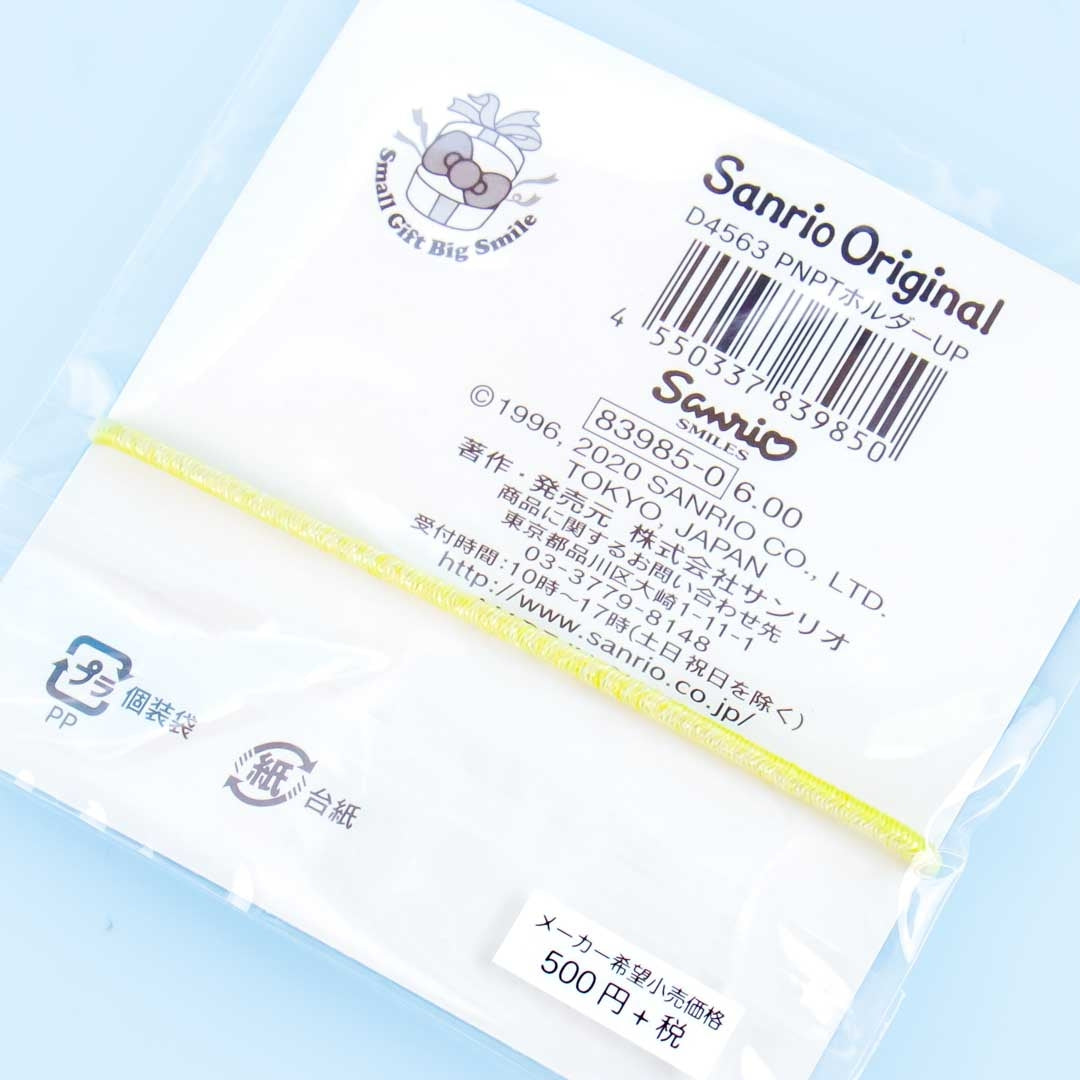 Small Gift Big Smile
Sanrio Original
D4563 PNPTホルダーUP
4 550337 839850
Sanrio
SMILES
83985-0 6.00
©1996, 2020 SANRIO CO., LTD.
TOKYO, JAPAN
著作・発売元 株式会社サンリオ
商品に関するお問い合わせ先
東京都品川区大崎1-11-1
03-3779-8148
受付時間:10時～17時(土日祝日を除く)
http://www.sanrio.co.jp/
プラ 個装袋
PP
紙 台紙
メーカー希望小売価格
500円+税